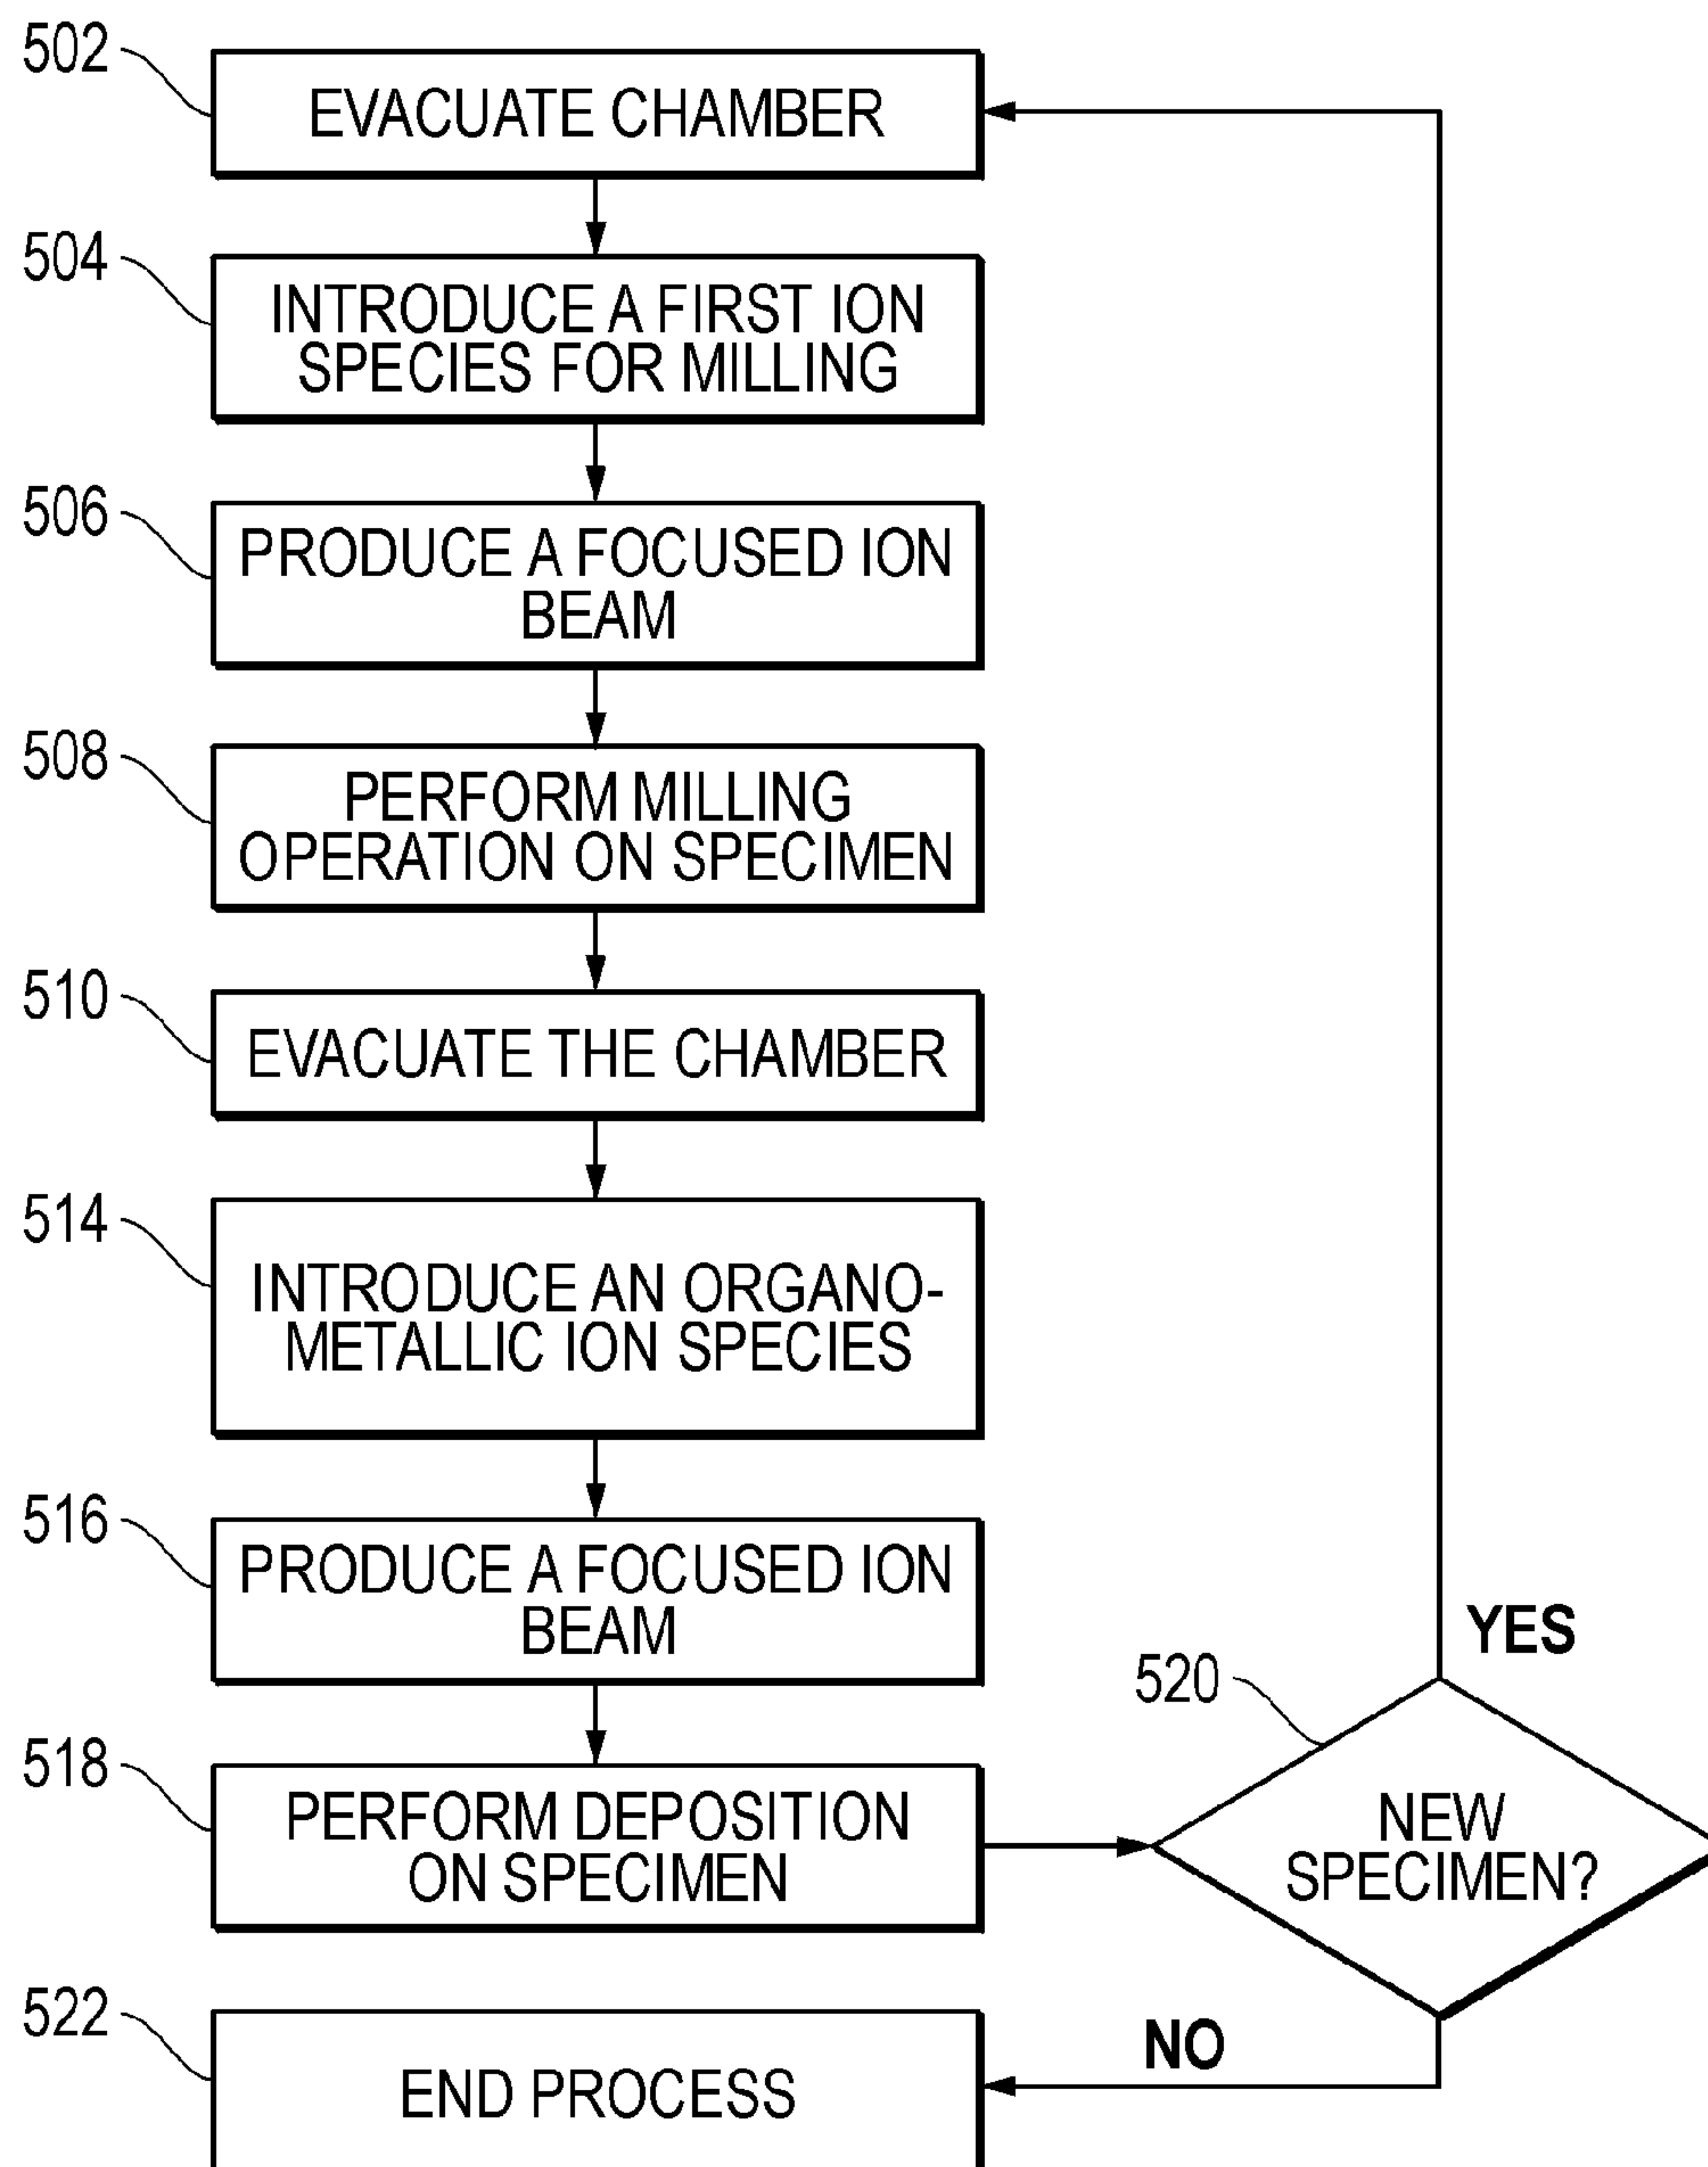 502
EVACUATE CHAMBER
504
INTRODUCE A FIRST ION
SPECIES FOR MILLING
506
PRODUCE A FOCUSED ION
BEAM
508
PERFORM MILLING
OPERATION ON SPECIMEN
510
EVACUATE THE CHAMBER
514
INTRODUCE AN ORGANO-
METALLIC ION SPECIES
516
PRODUCE A FOCUSED ION
BEAM
518
PERFORM DEPOSITION
ON SPECIMEN
520
YES
NEW
SPECIMEN?
NO
522
END PROCESS